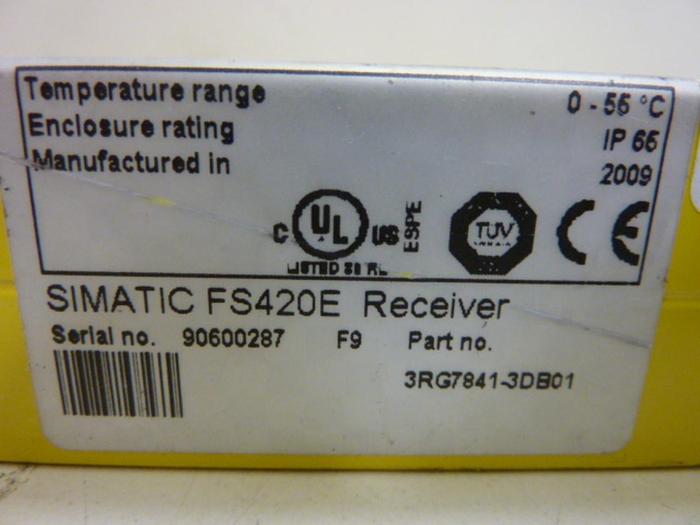 Temperature range 0 - 55 °C
Enclosure rating IP 65
Manufactured in 2009
C UL US ESPE TÜV CE
LISTED
SIMATIC FS420E Receiver
Serial no. 90600287 F9 Part no.
3RG7841-3DB01